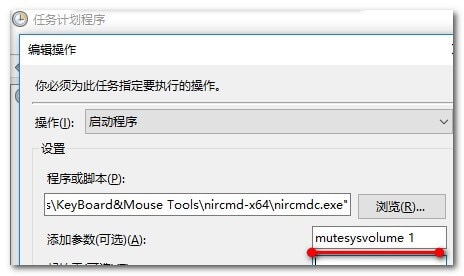 任务计划程序
编辑操作
你必须为此任务指定要执行的操作。
操作(I): 启动程序
设置
程序或脚本(P):
s\KeyBoard&Mouse Tools\nircmd-x64\nircmdc.exe" 浏览(R)...
添加参数(可选)(A): mutesysvolume 1